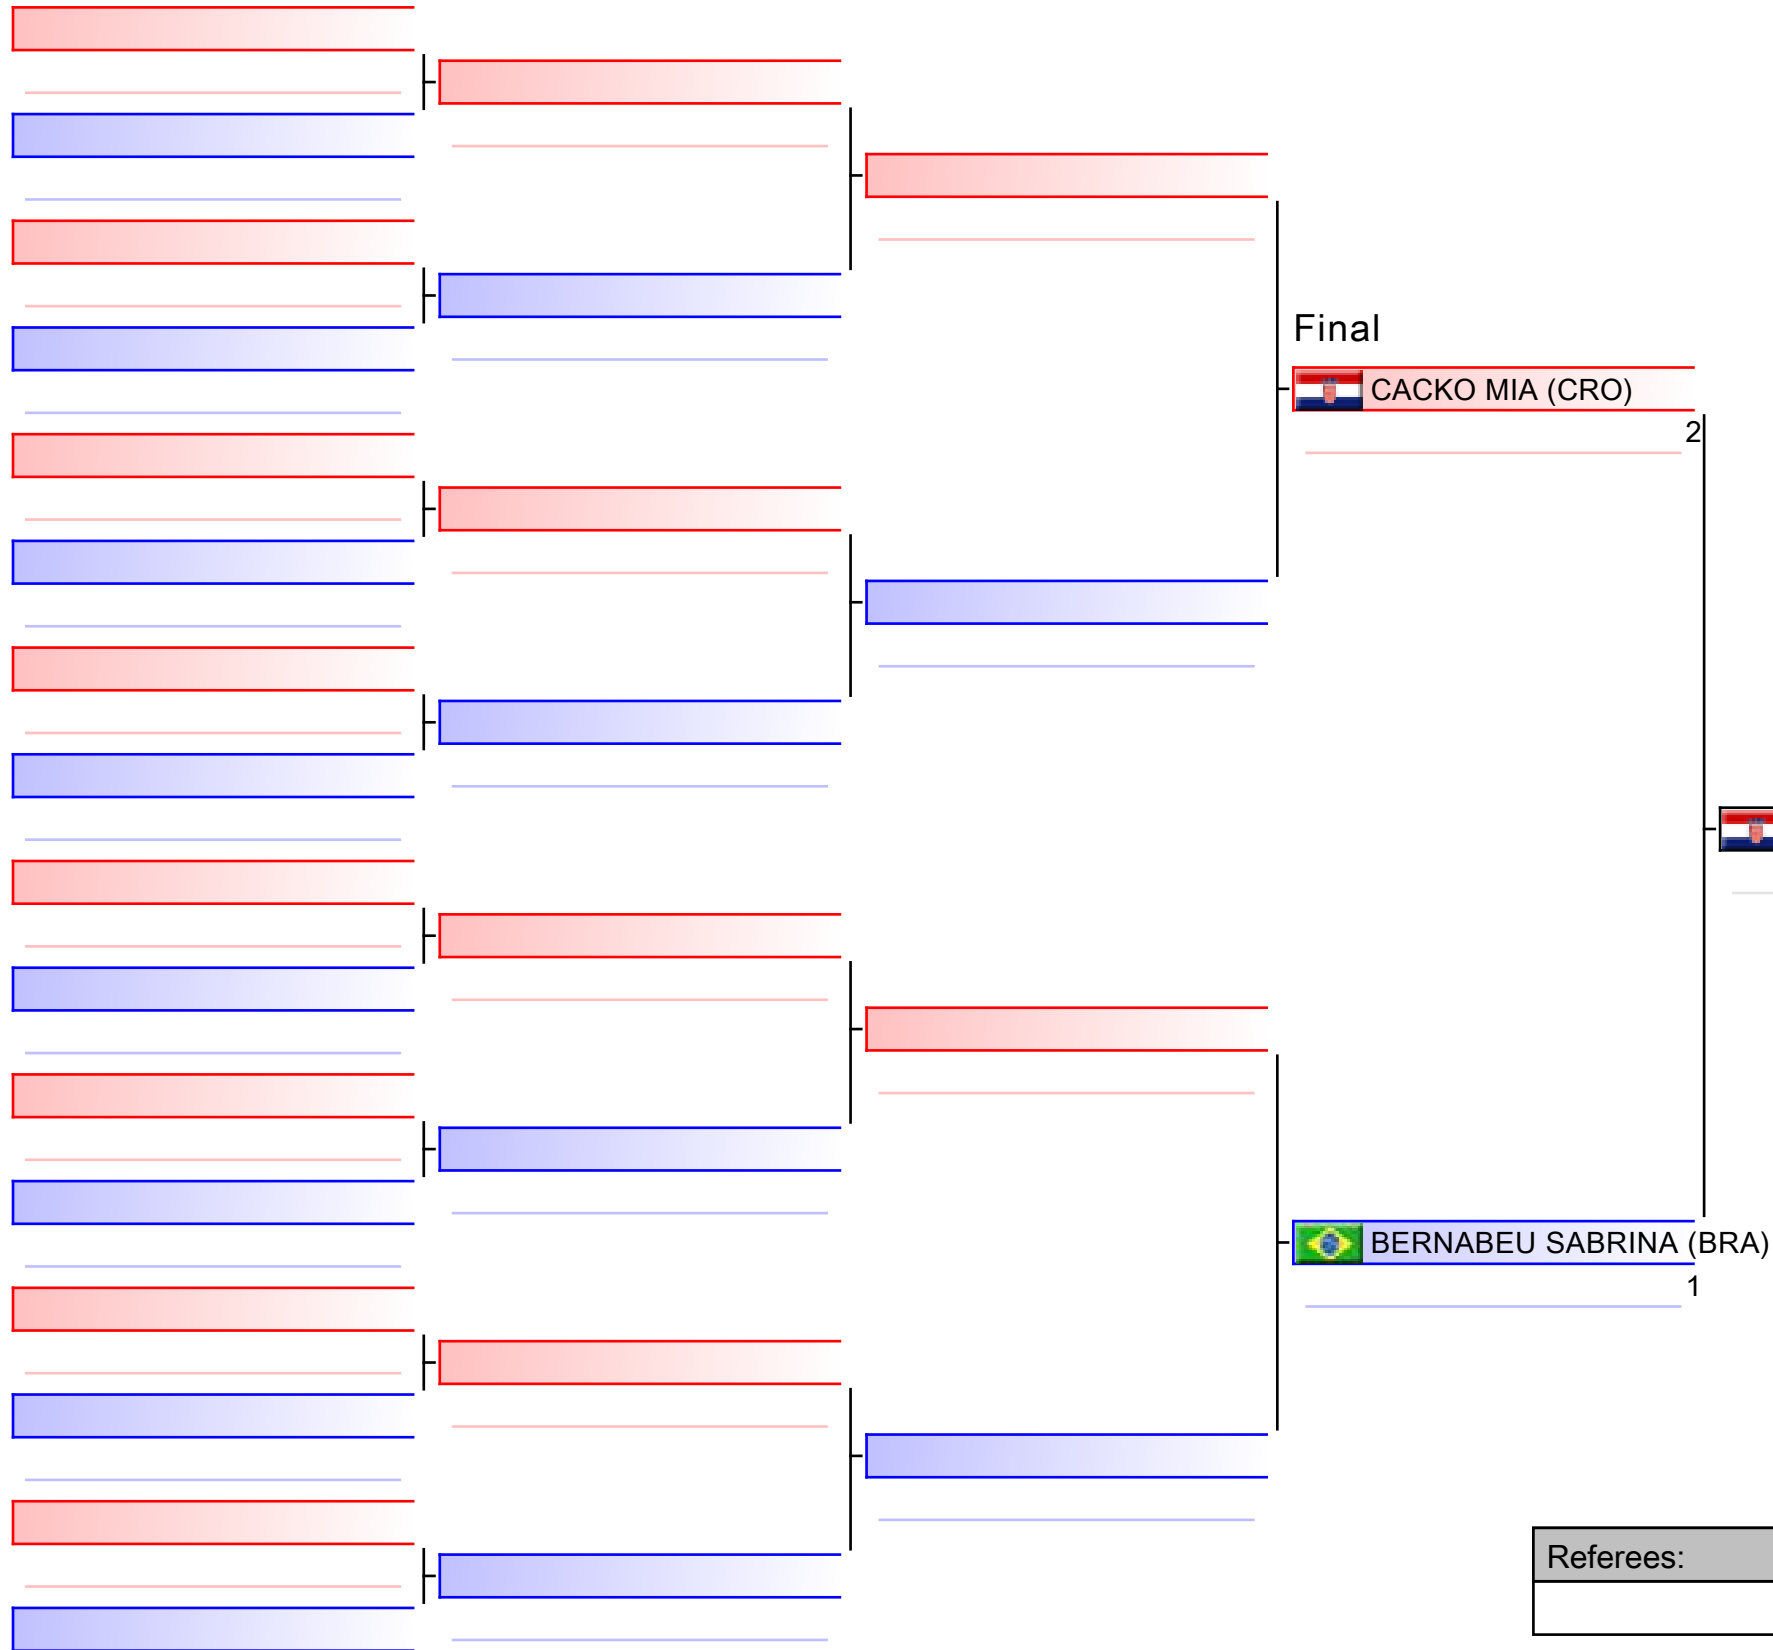 Final
CACKO MIA (CRO)
2
BERNABEU SABRINA (BRA)
1
Referees: